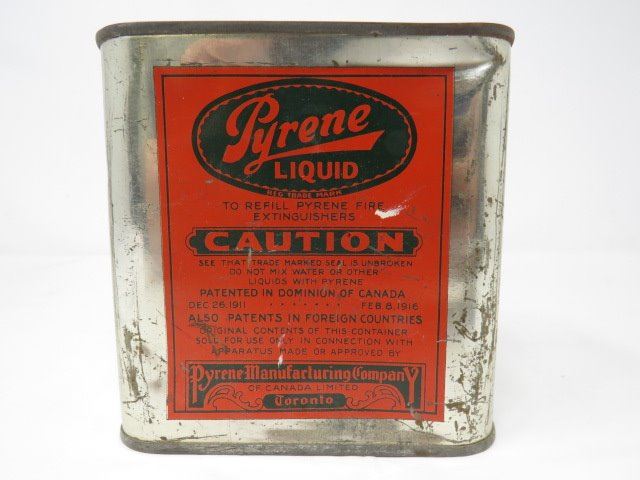 Pyrene
LIQUID
REG. TRADE MARK
TO REFILL PYRENE FIRE
EXTINGUISHERS
CAUTION
SEE THAT TRADE MARKED SEAL IS UNBROKEN
DO NOT MIX WATER OR OTHER
LIQUIDS WITH PYRENE
PATENTED IN DOMINION OF CANADA
DEC. 26, 1911 . . . . . . . FEB. 8, 1916
ALSO PATENTS IN FOREIGN COUNTRIES
ORIGINAL CONTENTS OF THIS CONTAINER
SOLD FOR USE ONLY IN CONNECTION WITH
APPARATUS MADE OR APPROVED BY
Pyrene Manufacturing Company
OF CANADA LIMITED
Toronto